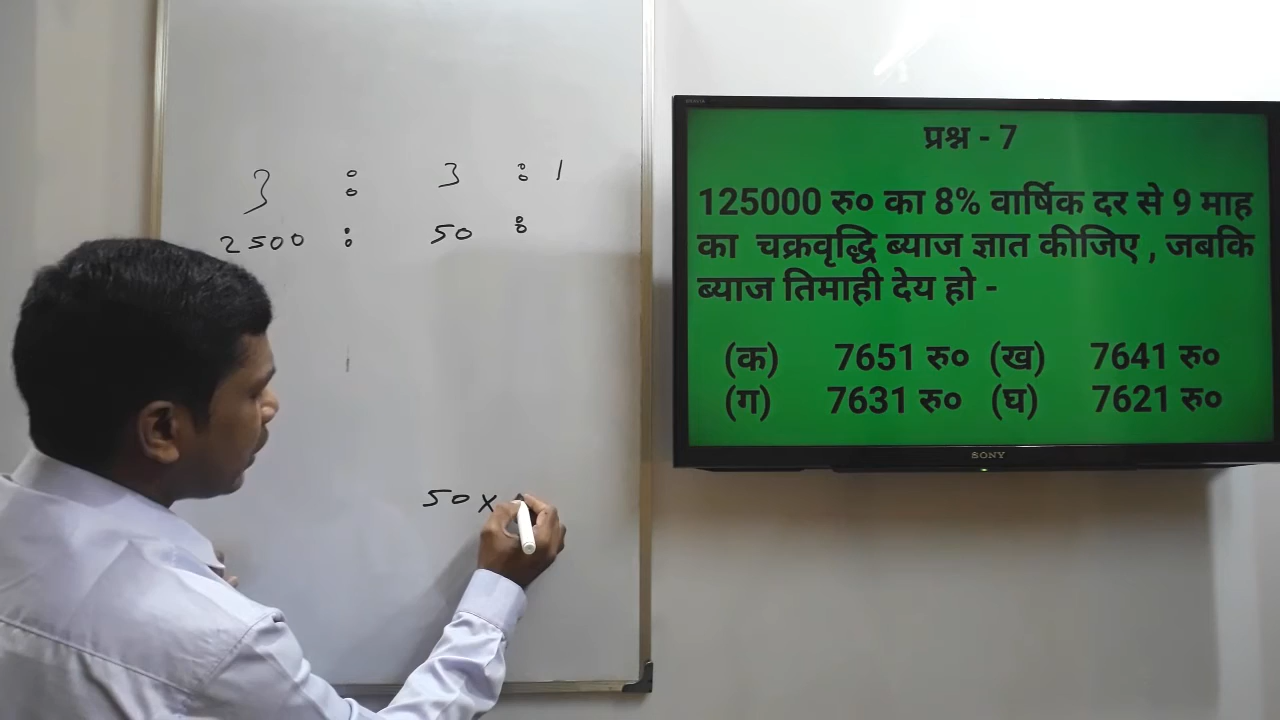 3 : 3 : 1
2500 : 50 :
50 x
प्रश्न - 7
125000 रु० का 8% वार्षिक दर से 9 माह
का चक्रवृद्धि ब्याज ज्ञात कीजिए , जबकि
ब्याज तिमाही देय हो -
(क) 7651 रु० (ख) 7641 रु०
(ग) 7631 रु० (घ) 7621 रु०
SONY